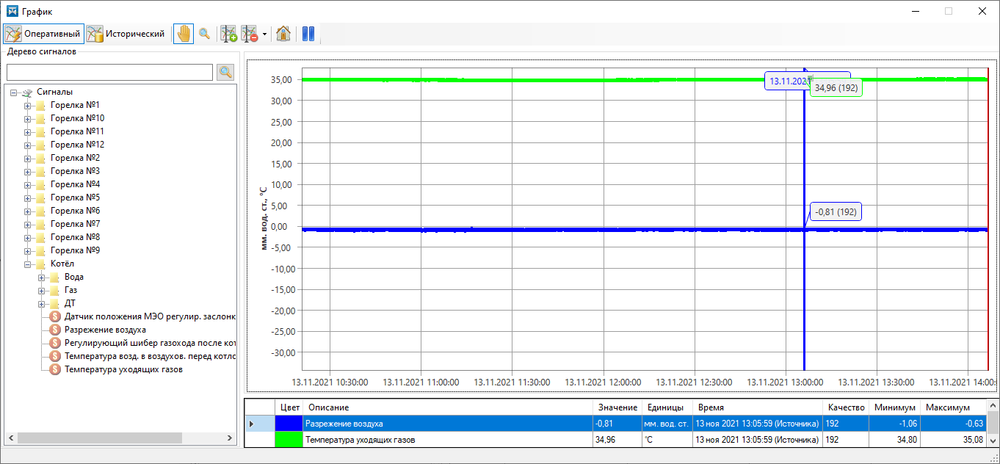 График
Оперативный Исторический
Дерево сигналов
Сигналы
Горелка №1
Горелка №10
Горелка №11
Горелка №12
Горелка №2
Горелка №3
Горелка №4
Горелка №5
Горелка №6
Горелка №7
Горелка №8
Горелка №9
Котёл
Вода
Газ
ДТ
Датчик положения МЭО регулир. заслонк
Разрежение воздуха
Регулирующий шибер газохода после кот
Температура возд. в воздухов. перед котло
Температура уходящих газов
мм. вод. ст., °C
35,00
30,00
25,00
20,00
15,00
10,00
5,00
0,00
-5,00
-10,00
-15,00
-20,00
-25,00
-30,00
13.11.2021
34,96 (192)
-0,81 (192)
13.11.2021 10:30:00 13.11.2021 11:00:00 13.11.2021 11:30:00 13.11.2021 12:00:00 13.11.2021 12:30:00 13.11.2021 13:00:00 13.11.2021 13:30:00 13.11.2021 14:00:
Цвет Описание Значение Единицы Время Качество Минимум Максимум
Разрежение воздуха -0,81 мм. вод. ст. 13 ноя 2021 13:05:59 (Источника) 192 -1,06 -0,63
Температура уходящих газов 34,96 °C 13 ноя 2021 13:05:59 (Источника) 192 34,80 35,08